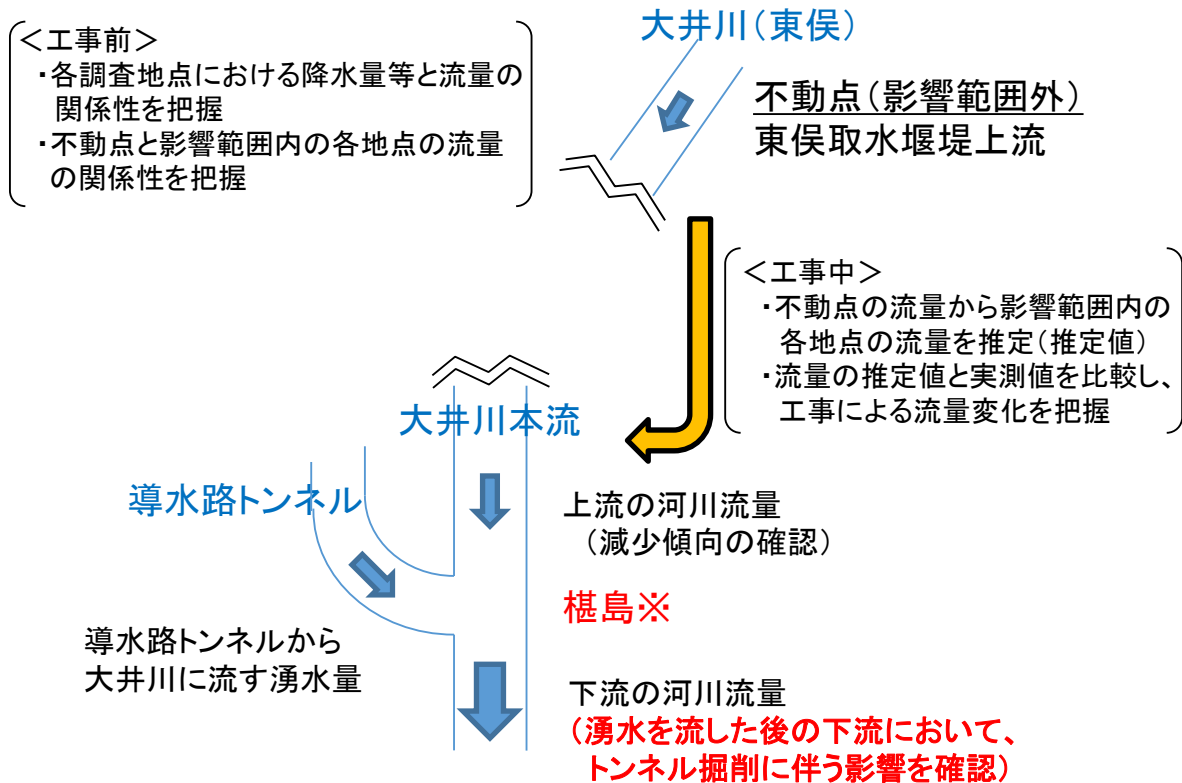 大井川(東俣)
<工事前>
・各調査地点における降水量等と流量の
関係性を把握
・不動点と影響範囲内の各地点の流量
の関係性を把握
不動点(影響範囲外)
東俣取水堰堤上流
<工事中>
・不動点の流量から影響範囲内の
各地点の流量を推定(推定値)
・流量の推定値と実測値を比較し、
工事による流量変化を把握
大井川本流
導水路トンネル
上流の河川流量
(減少傾向の確認)
椹島※
導水路トンネルから
大井川に流す湧水量
下流の河川流量
(湧水を流した後の下流において、
トンネル掘削に伴う影響を確認)